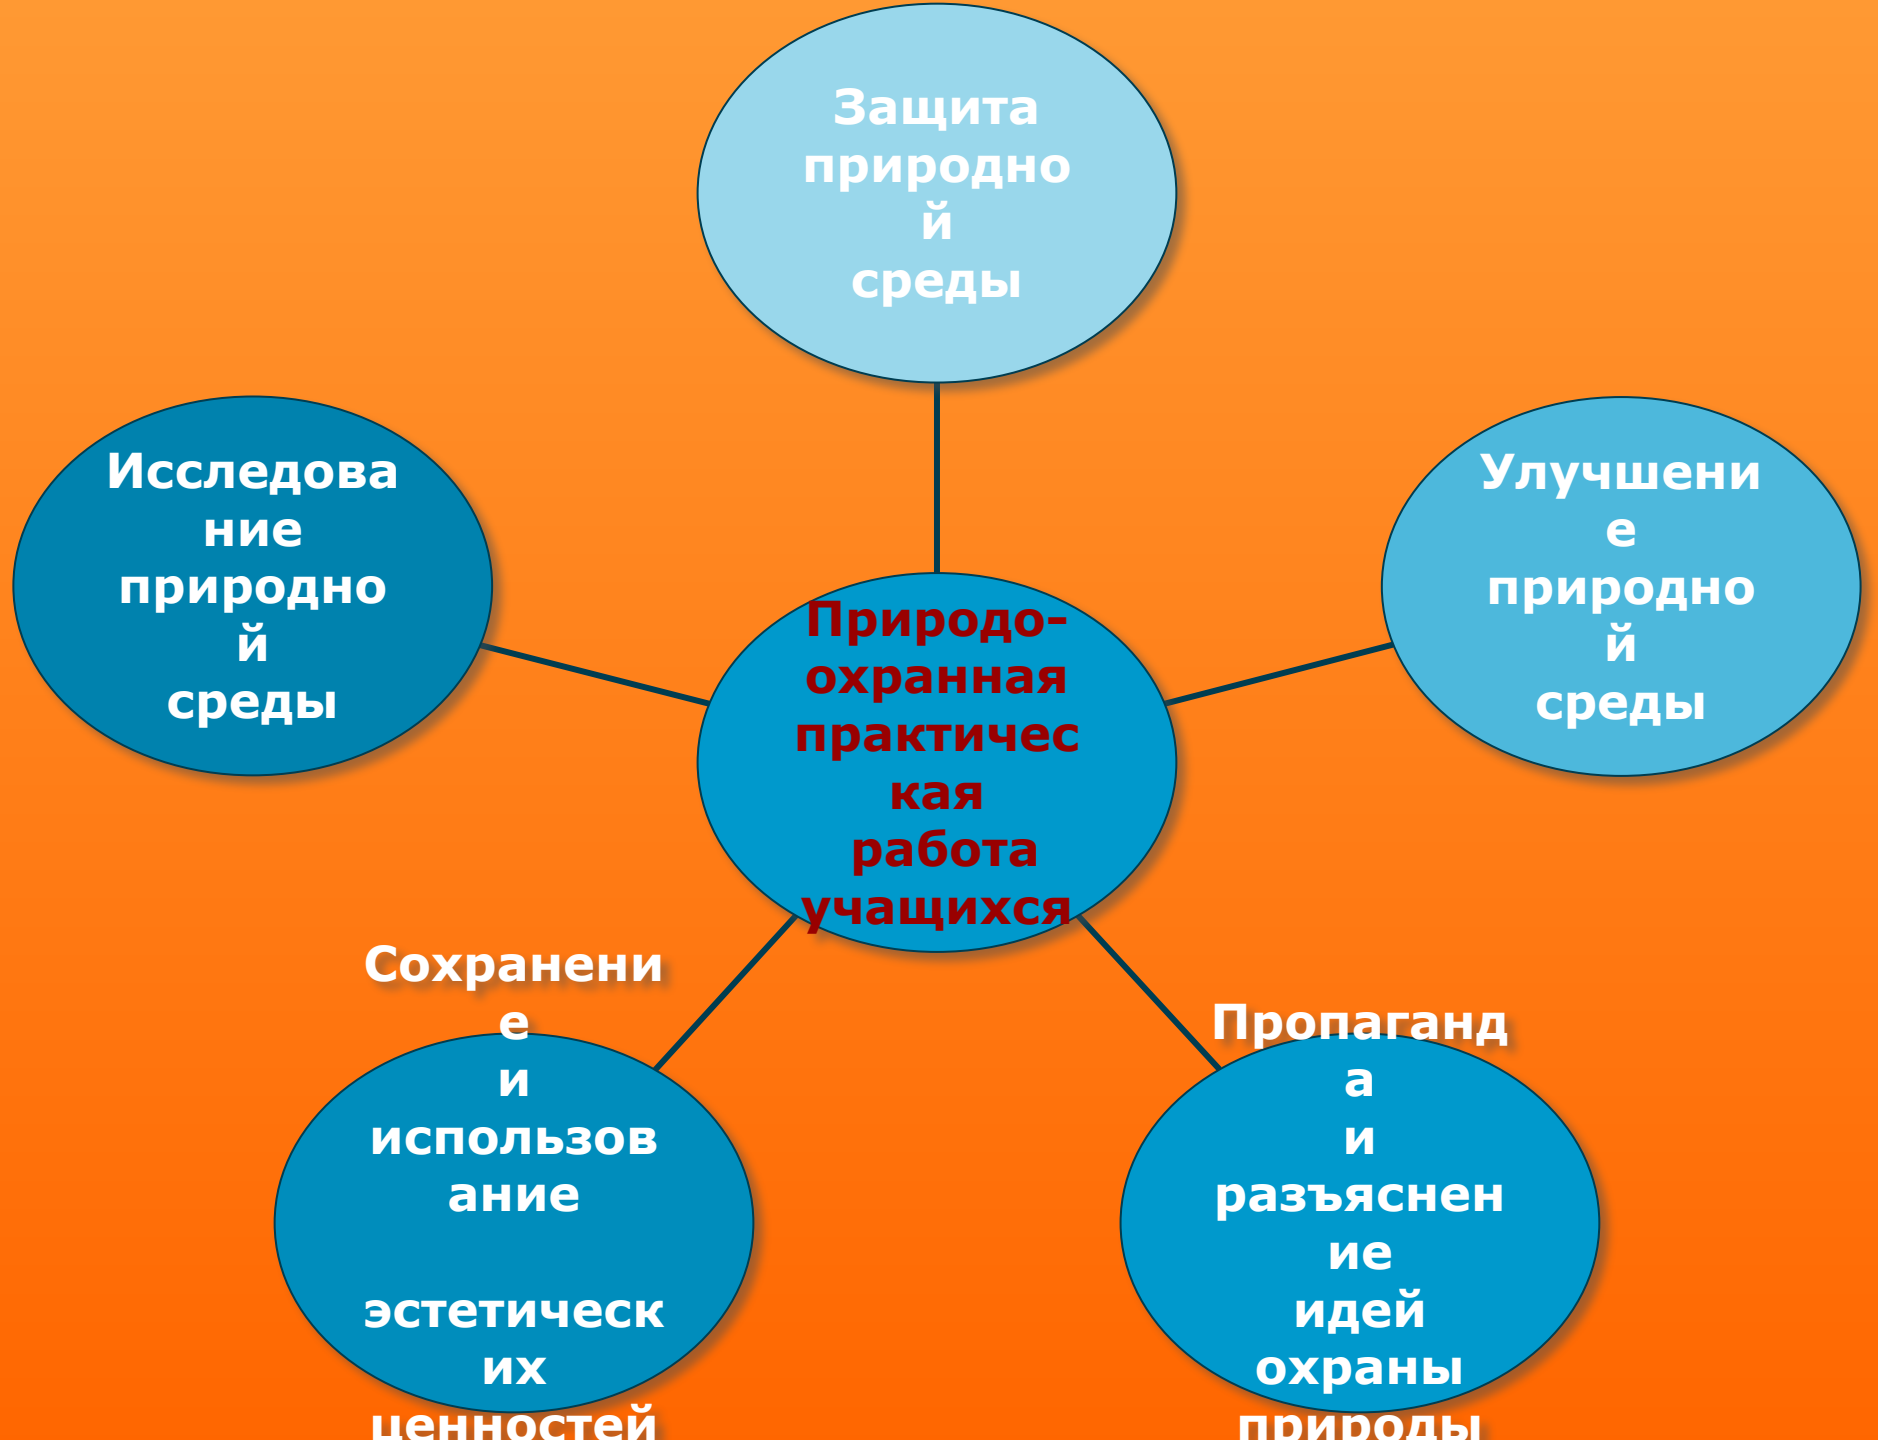 Защита
природно
й
среды
Исследова
ние
природно
й
среды
Улучшени
е
природно
й
среды
Природо–
охранная
практичес
кая
работа
учащихся
Сохранени
е
и
использов
ание
эстетическ
их
ценностей
Пропаганд
а
и
разъяснен
ие
идей
охраны
природы